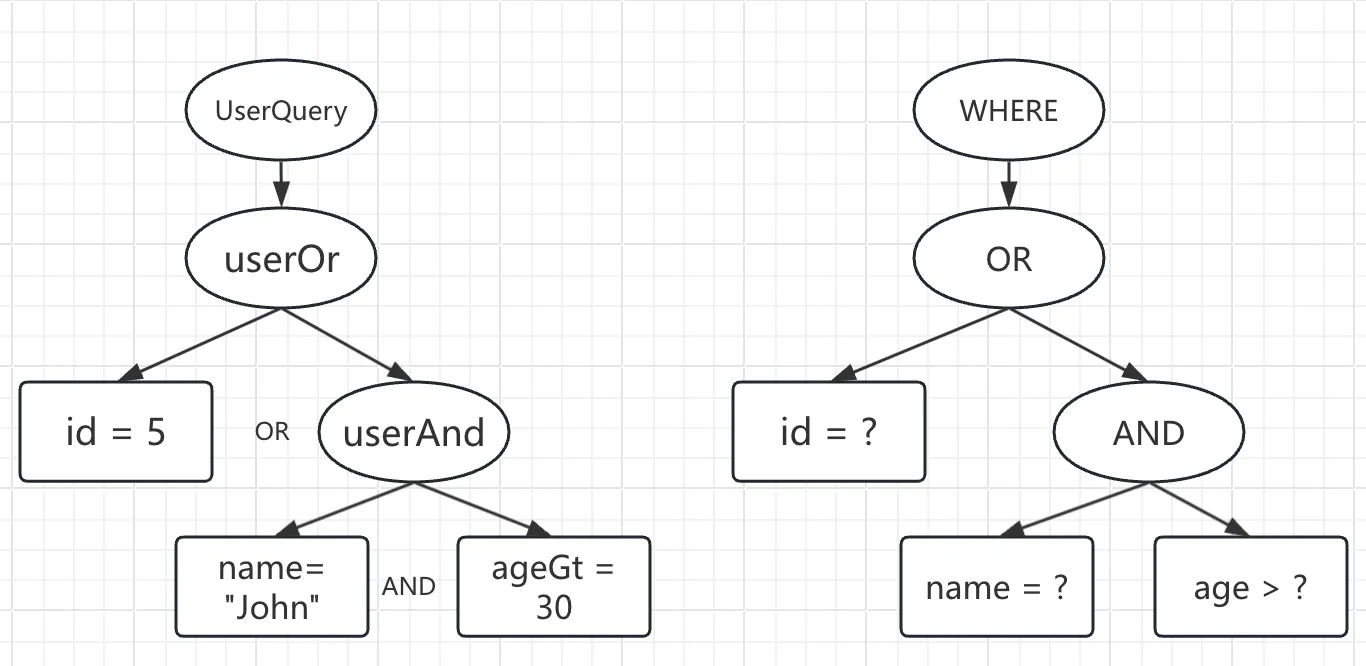 UserQuery
WHERE
userOr
OR
id = 5
OR
userAnd
id = ?
AND
name=
"John"
AND
ageGt =
30
name = ?
age > ?